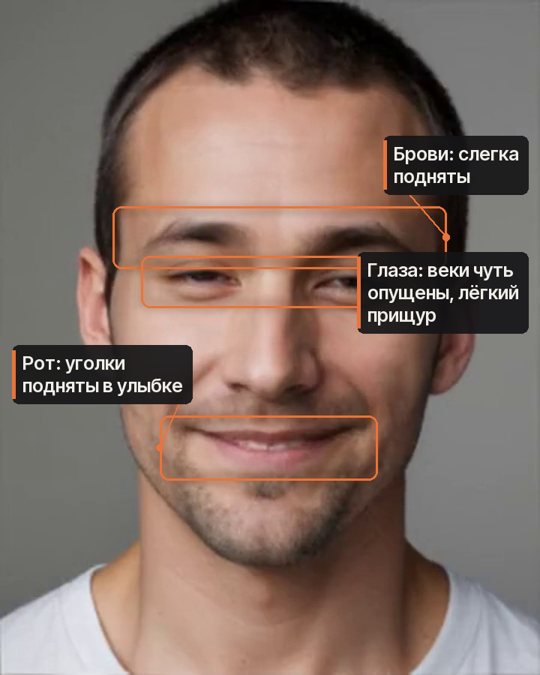 Брови: слегка
подняты
Глаза: веки чуть
опущены, лёгкий
прищур
Рот: уголки
подняты в улыбке